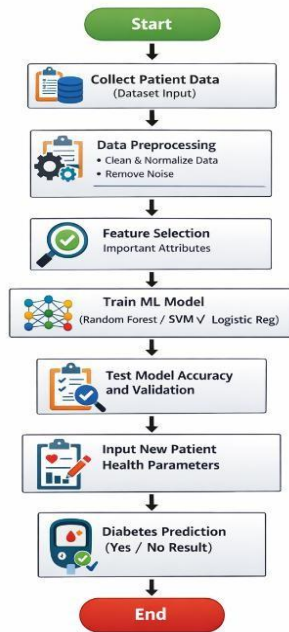 Start
Collect Patient Data
(Dataset Input)
Data Preprocessing
• Clean & Normalize Data
• Remove Noise
Feature Selection
Important Attributes
Train ML Model
(Random Forest / SVM √ Logistic Reg)
Test Model Accuracy
and Validation
Input New Patient
Health Parameters
Diabetes Prediction
(Yes / No Result)
End